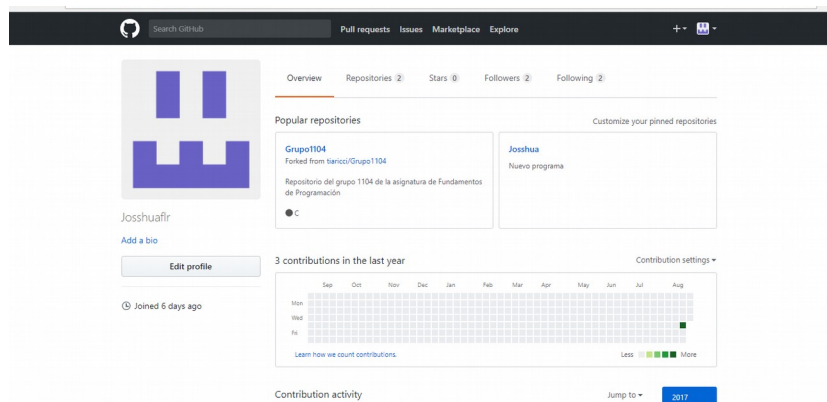 Search GitHub
Pull requests Issues Marketplace Explore
Overview Repositories 2 Stars 0 Followers 2 Following 2
Popular repositories
Customize your pinned repositories
Grupo1104
Forked from tiaricci/Grupo1104
Repositorio del grupo 1104 de la asignatura de Fundamentos
de Programación
C
Josshua
Nuevo programa
Josshuaflr
Add a bio
Edit profile
Joined 6 days ago
3 contributions in the last year
Contribution settings
Sep Oct Nov Dec Jan Feb Mar Apr May Jun Jul Aug
Mon
Wed
Fri
Learn how we count contributions.
Less More
Contribution activity
Jump to
2017